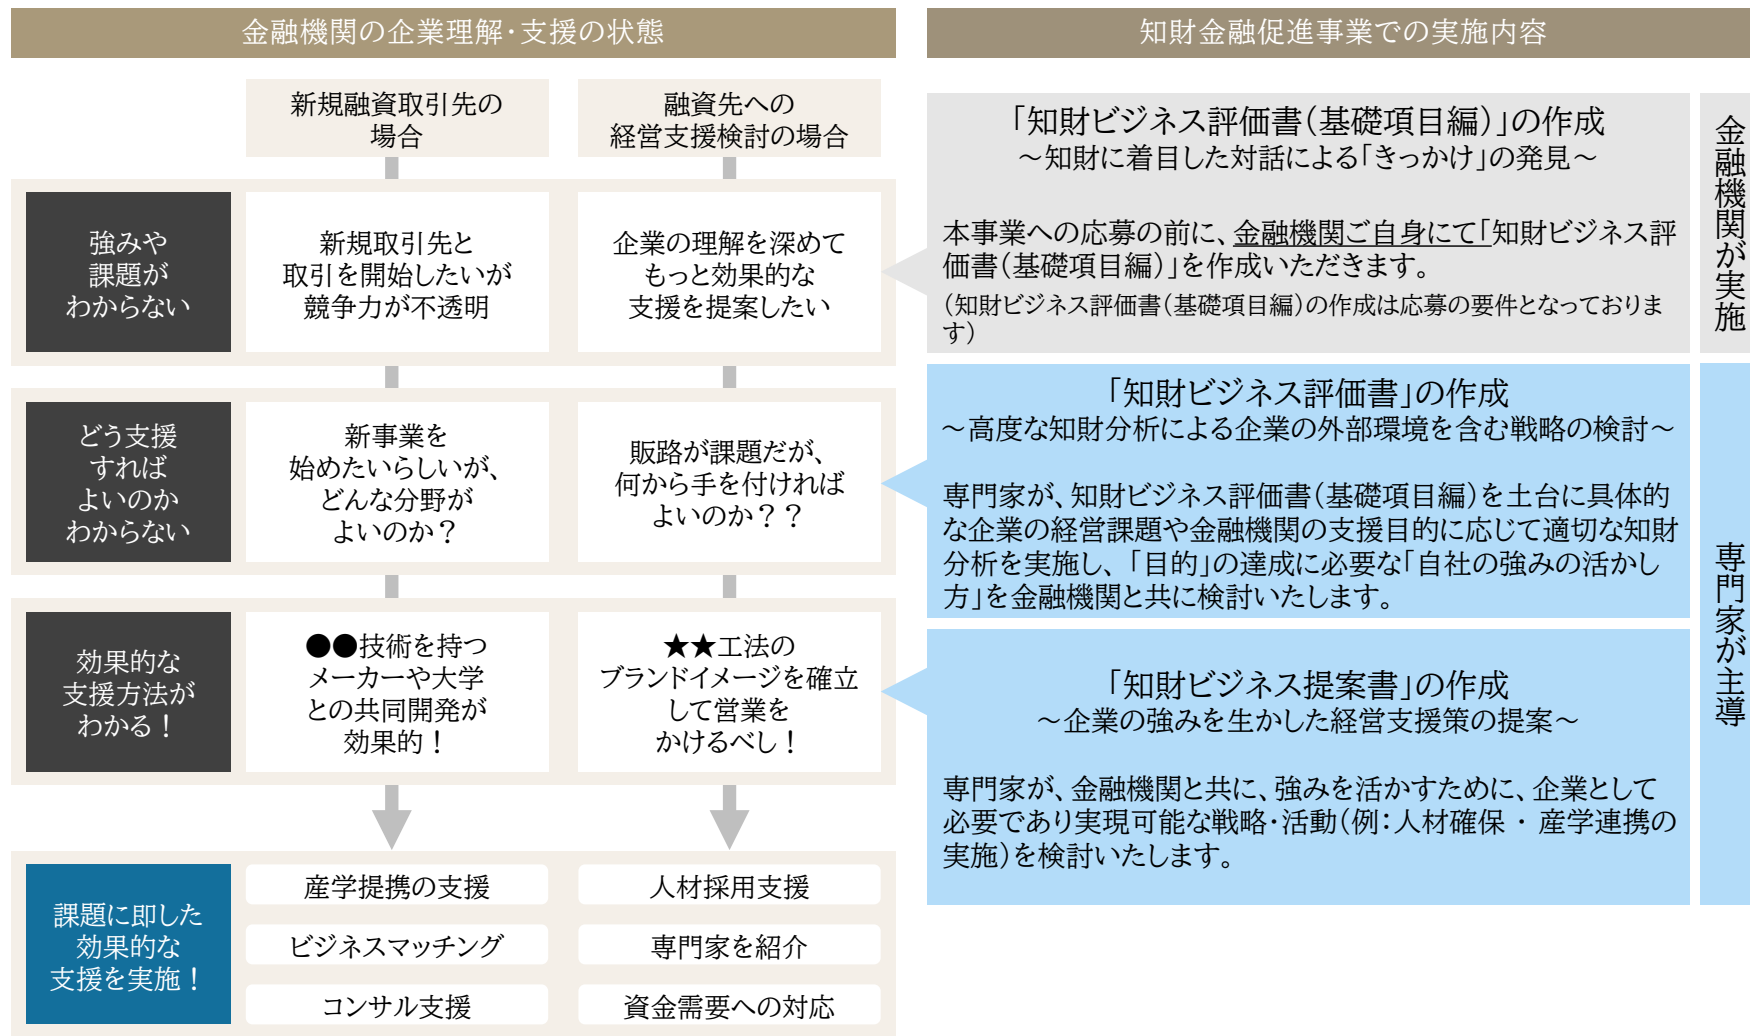 金融機関の企業理解・支援の状態
新規融資取引先の
場合
融資先への
経営支援検討の場合
強みや
課題が
わからない
新規取引先と
取引を開始したいが
競争力が不透明
企業の理解を深めて
もっと効果的な
支援を提案したい
どう支援
すれば
よいのか
わからない
新事業を
始めたいらしいが、
どんな分野が
よいのか？
販路が課題だが、
何から手を付ければ
よいのか？？
効果的な
支援方法が
わかる！
●●技術を持つ
メーカーや大学
との共同開発が
効果的！
★★工法の
ブランドイメージを確立
して営業を
かけるべし！
課題に即した
効果的な
支援を実施！
産学提携の支援
ビジネスマッチング
コンサル支援
人材採用支援
専門家を紹介
資金需要への対応
知財金融促進事業での実施内容
「知財ビジネス評価書（基礎項目編）」の作成
～知財に着目した対話による「きっかけ」の発見～
本事業への応募の前に、金融機関ご自身にて「知財ビジネス評
価書（基礎項目編）」を作成いただきます。
（知財ビジネス評価書（基礎項目編）の作成は応募の要件となっておりま
す）
金融機関が実施
「知財ビジネス評価書」の作成
～高度な知財分析による企業の外部環境を含む戦略の検討～
専門家が、知財ビジネス評価書（基礎項目編）を土台に具体的
な企業の経営課題や金融機関の支援目的に応じて適切な知財
分析を実施し、「目的」の達成に必要な「自社の強みの活かし
方」を金融機関と共に検討いたします。
「知財ビジネス提案書」の作成
～企業の強みを生かした経営支援策の提案～
専門家が、金融機関と共に、強みを活かすために、企業として
必要であり実現可能な戦略・活動（例：人材確保 ・ 産学連携の
実施）を検討いたします。
専門家が主導